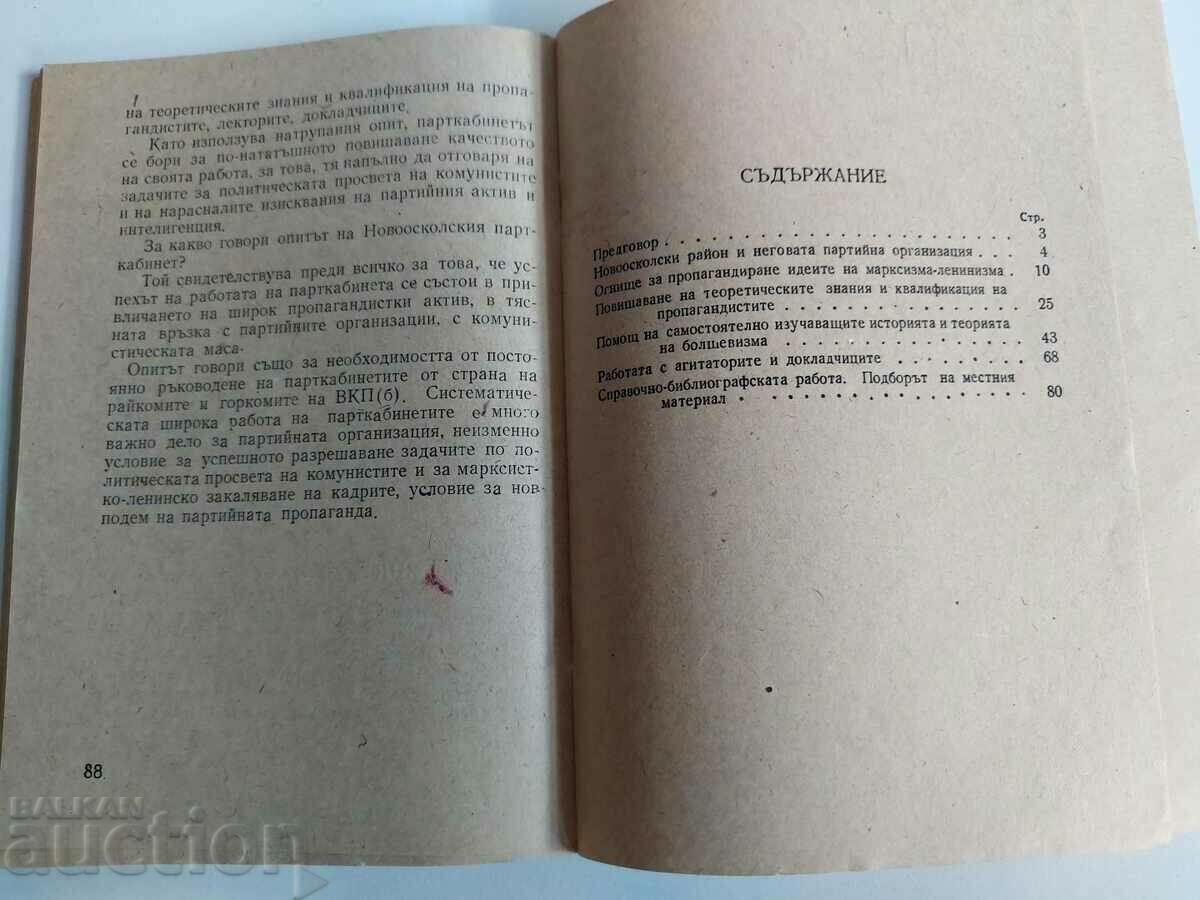 на теоретическите знания и квалификация на пропа-
гандистите, лекторите, докладчиците.
Като използува натрупания опит, парткабинетът
се бори за по-нататъшното повишаване качеството
на своята работа, за това, тя напълно да отговаря на
задачите за политическата просвета на комунистите
и на нарасналите изисквания на партийния актив и
интелигенция.
За какво говори опитът на Новоосколския парт-
кабинет?
Той свидетелствува преди всичко за това, че ус-
пехът на работата на парткабинета се състои в при-
вличането на широк пропагандистки актив, в тяс-
ната връзка с партийните организации, с комуни-
стическата маса-
Опитът говори също за необходимостта от посто-
янно ръководене на парткабинетите от страна на
райкомите и горкомите на ВКП(б). Системат­иче-
ската широка работа на парткабинетите е много
важно дело за партийната организация, неизменно
условие за успешното разрешаване задачите по по-
литическата просвета на комунистите и за марксист-
ко-ленинско закаляване на кадрите, условие за нов
подем на партийната пропаганда.
88
СЪДЪРЖАНИЕ
Стр.
Предговор . . . . . . . . . . . . . . . . . . . . 3
Новоосколски район и неговата партийна организация . . . 4
Огнище за пропагандиране идеите на марксизма-ленинизма . 10
Повишаване на теоретическите знания и квалификация на
пропагандистите . . . . . . . . . . . . . . 25
Помощ на самостоятелно изучаващите историята и теорията
на болшевизма . . . . . . . . . . . . . . 43
Работата с агитаторите и докладчиците . . . . . . . 68
Справочно-библиографската работа. Подборът на местния
материал . . . . . . . . . . . . . . . . . 80
BALKAN
auction